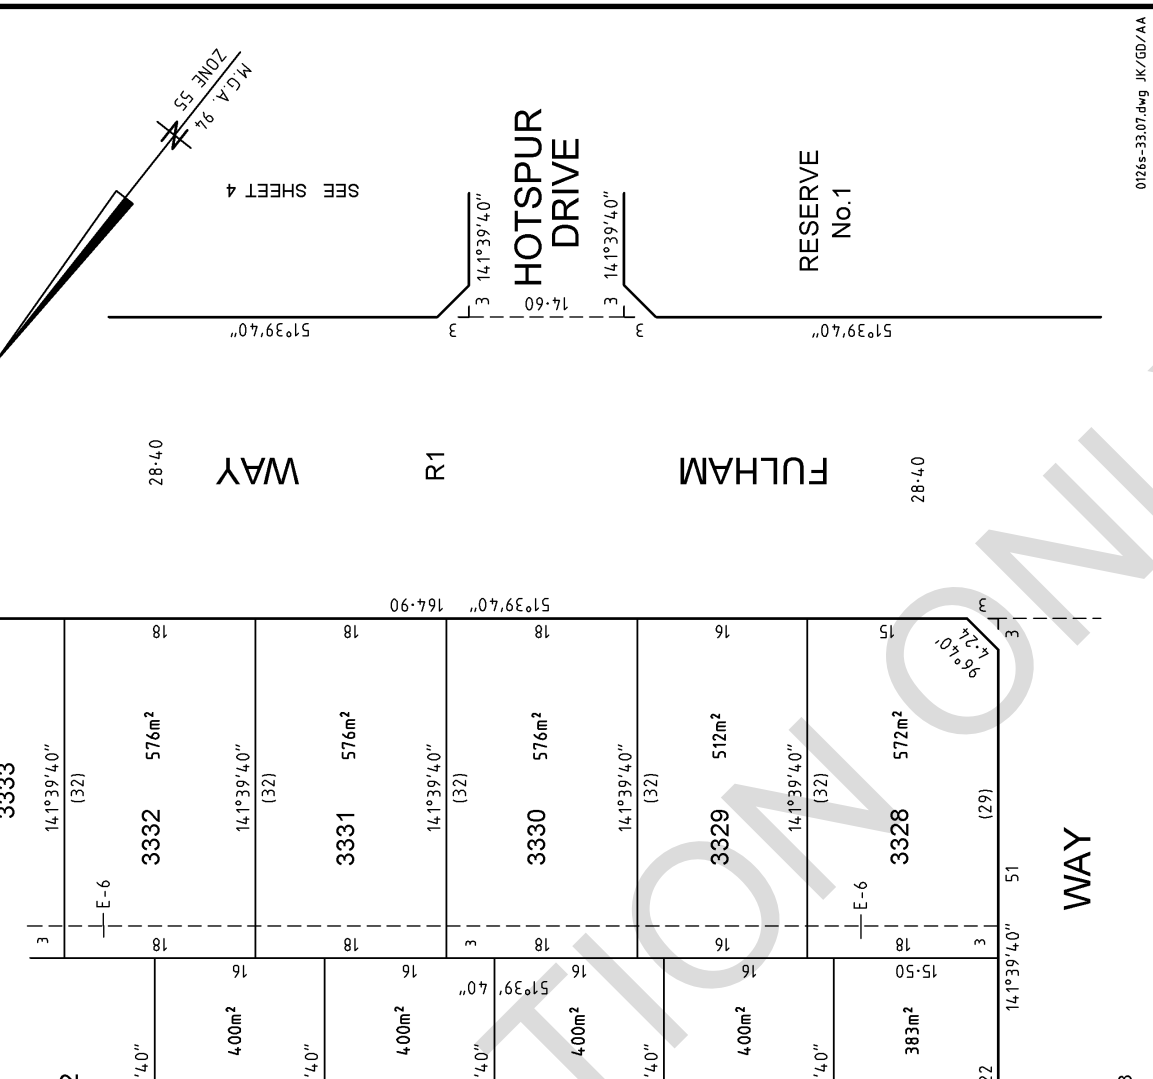 0126s-33.07.dwg JK/GD/AA
M.G.A. 94
ZONE 55
SEE SHEET 4
HOTSPUR
DRIVE
RESERVE
No.1
141°39'40"
141°39'40"
3
14·60
3
51°39'40"
3
3
51°39'40"
28·40
WAY
R1
FULHAM
28·40
164·90
51°39'40"
3
18
18
18
16
15
3
96°40'
4·24
3333
141°39'40"
(32)
576m²
3332
141°39'40"
(32)
576m²
3331
141°39'40"
(32)
576m²
3330
141°39'40"
(32)
512m²
3329
141°39'40"
(32)
572m²
3328
(29)
51
WAY
E-6
E-6
3
18
18
3
18
16
18
3
141°39'40"
16
16
51°39' 40"
16
16
15·50
400m²
400m²
400m²
400m²
383m²
'40"
'40"
'40"
'40"
'40"
22